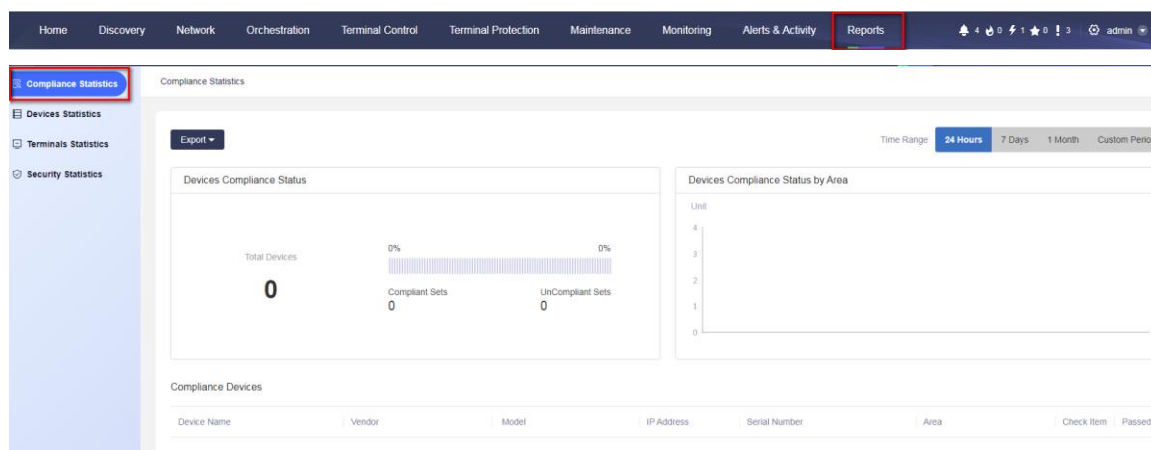 Home Discovery Network Orchestration Terminal Control Terminal Protection Maintenance Monitoring Alerts & Activity Reports 4 0 1 0 3 admin
Compliance Statistics
Devices Statistics
Terminals Statistics
Security Statistics
Compliance Statistics
Export
Time Range 24 Hours 7 Days 1 Month Custom Perio
Devices Compliance Status
Total Devices
0
0% 0%
Compliant Sets UnCompliant Sets
0 0
Devices Compliance Status by Area
Unit
4
3
2
1
0
Compliance Devices
Device Name Vendor Model IP Address Serial Number Area Check Item Passed